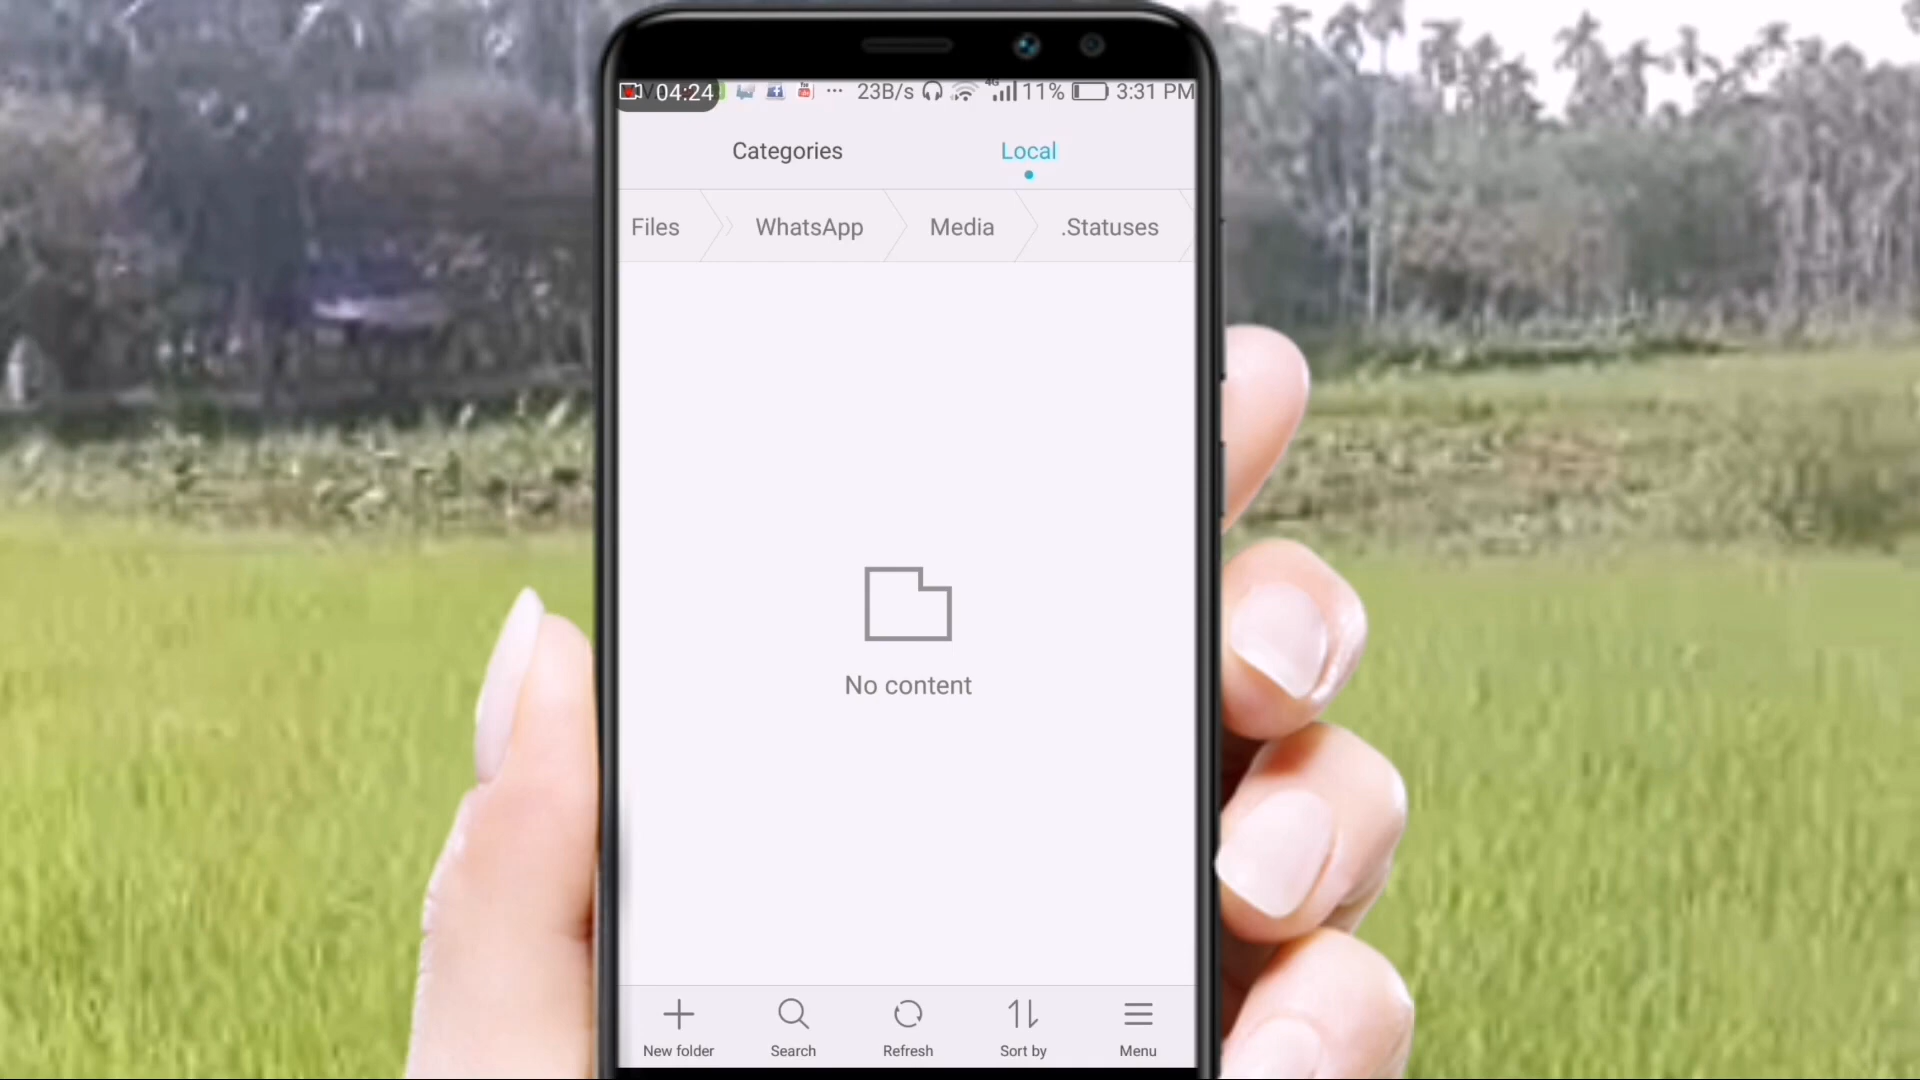 04:24 ... 23B/s 4G 11% 3:31 PM
Categories Local
Files WhatsApp Media .Statuses
No content
New folder Search Refresh Sort by Menu